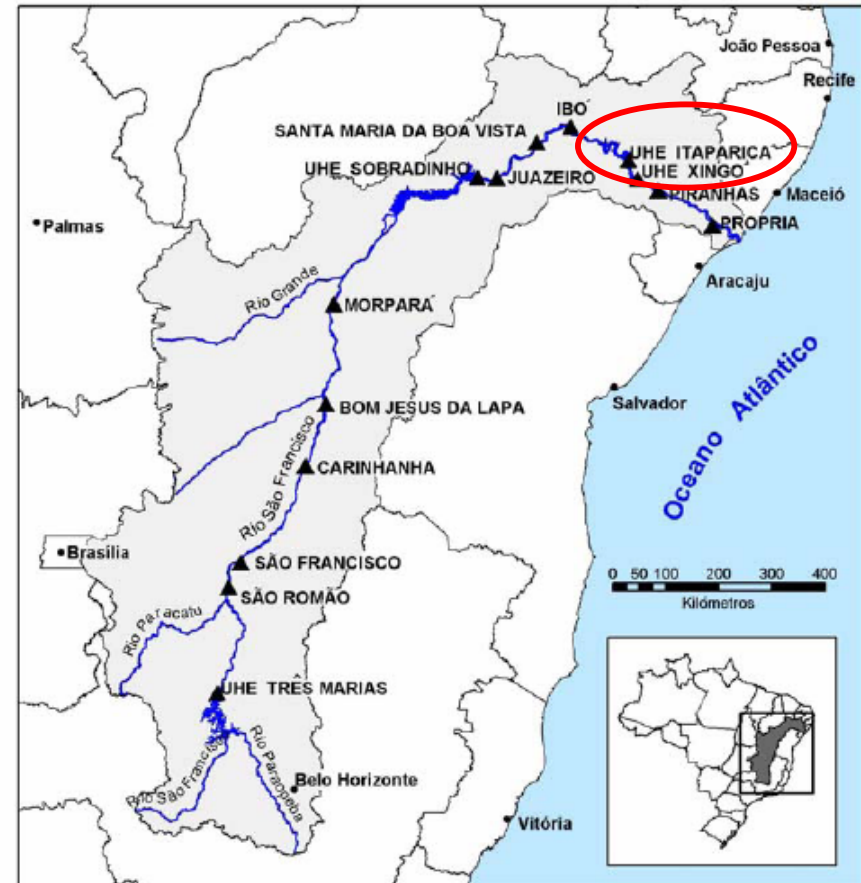 João Pessoa
Recife
IBO´
SANTA MARIA DA BOA VISTA
UHE ITAPARICA
UHE SOBRADINHO
JUAZEIRO
UHE XINGO´
PIRANHAS
Maceió
Palmas
PROPRIA
Aracaju
Rio Grande
MORPARA´
Salvador
BOM JESUS DA LAPA
Oceano Atlântico
Rio São Francisco
CARINHANHA
Brasília
SÃO FRANCISCO
SÃO ROMÃO
0 50 100 200 300 400
Kilómetros
Rio Paracatu
UHE TRÊS MARIAS
Rio São Francisco
Rio Paraopeba
Belo Horizonte
Vitória